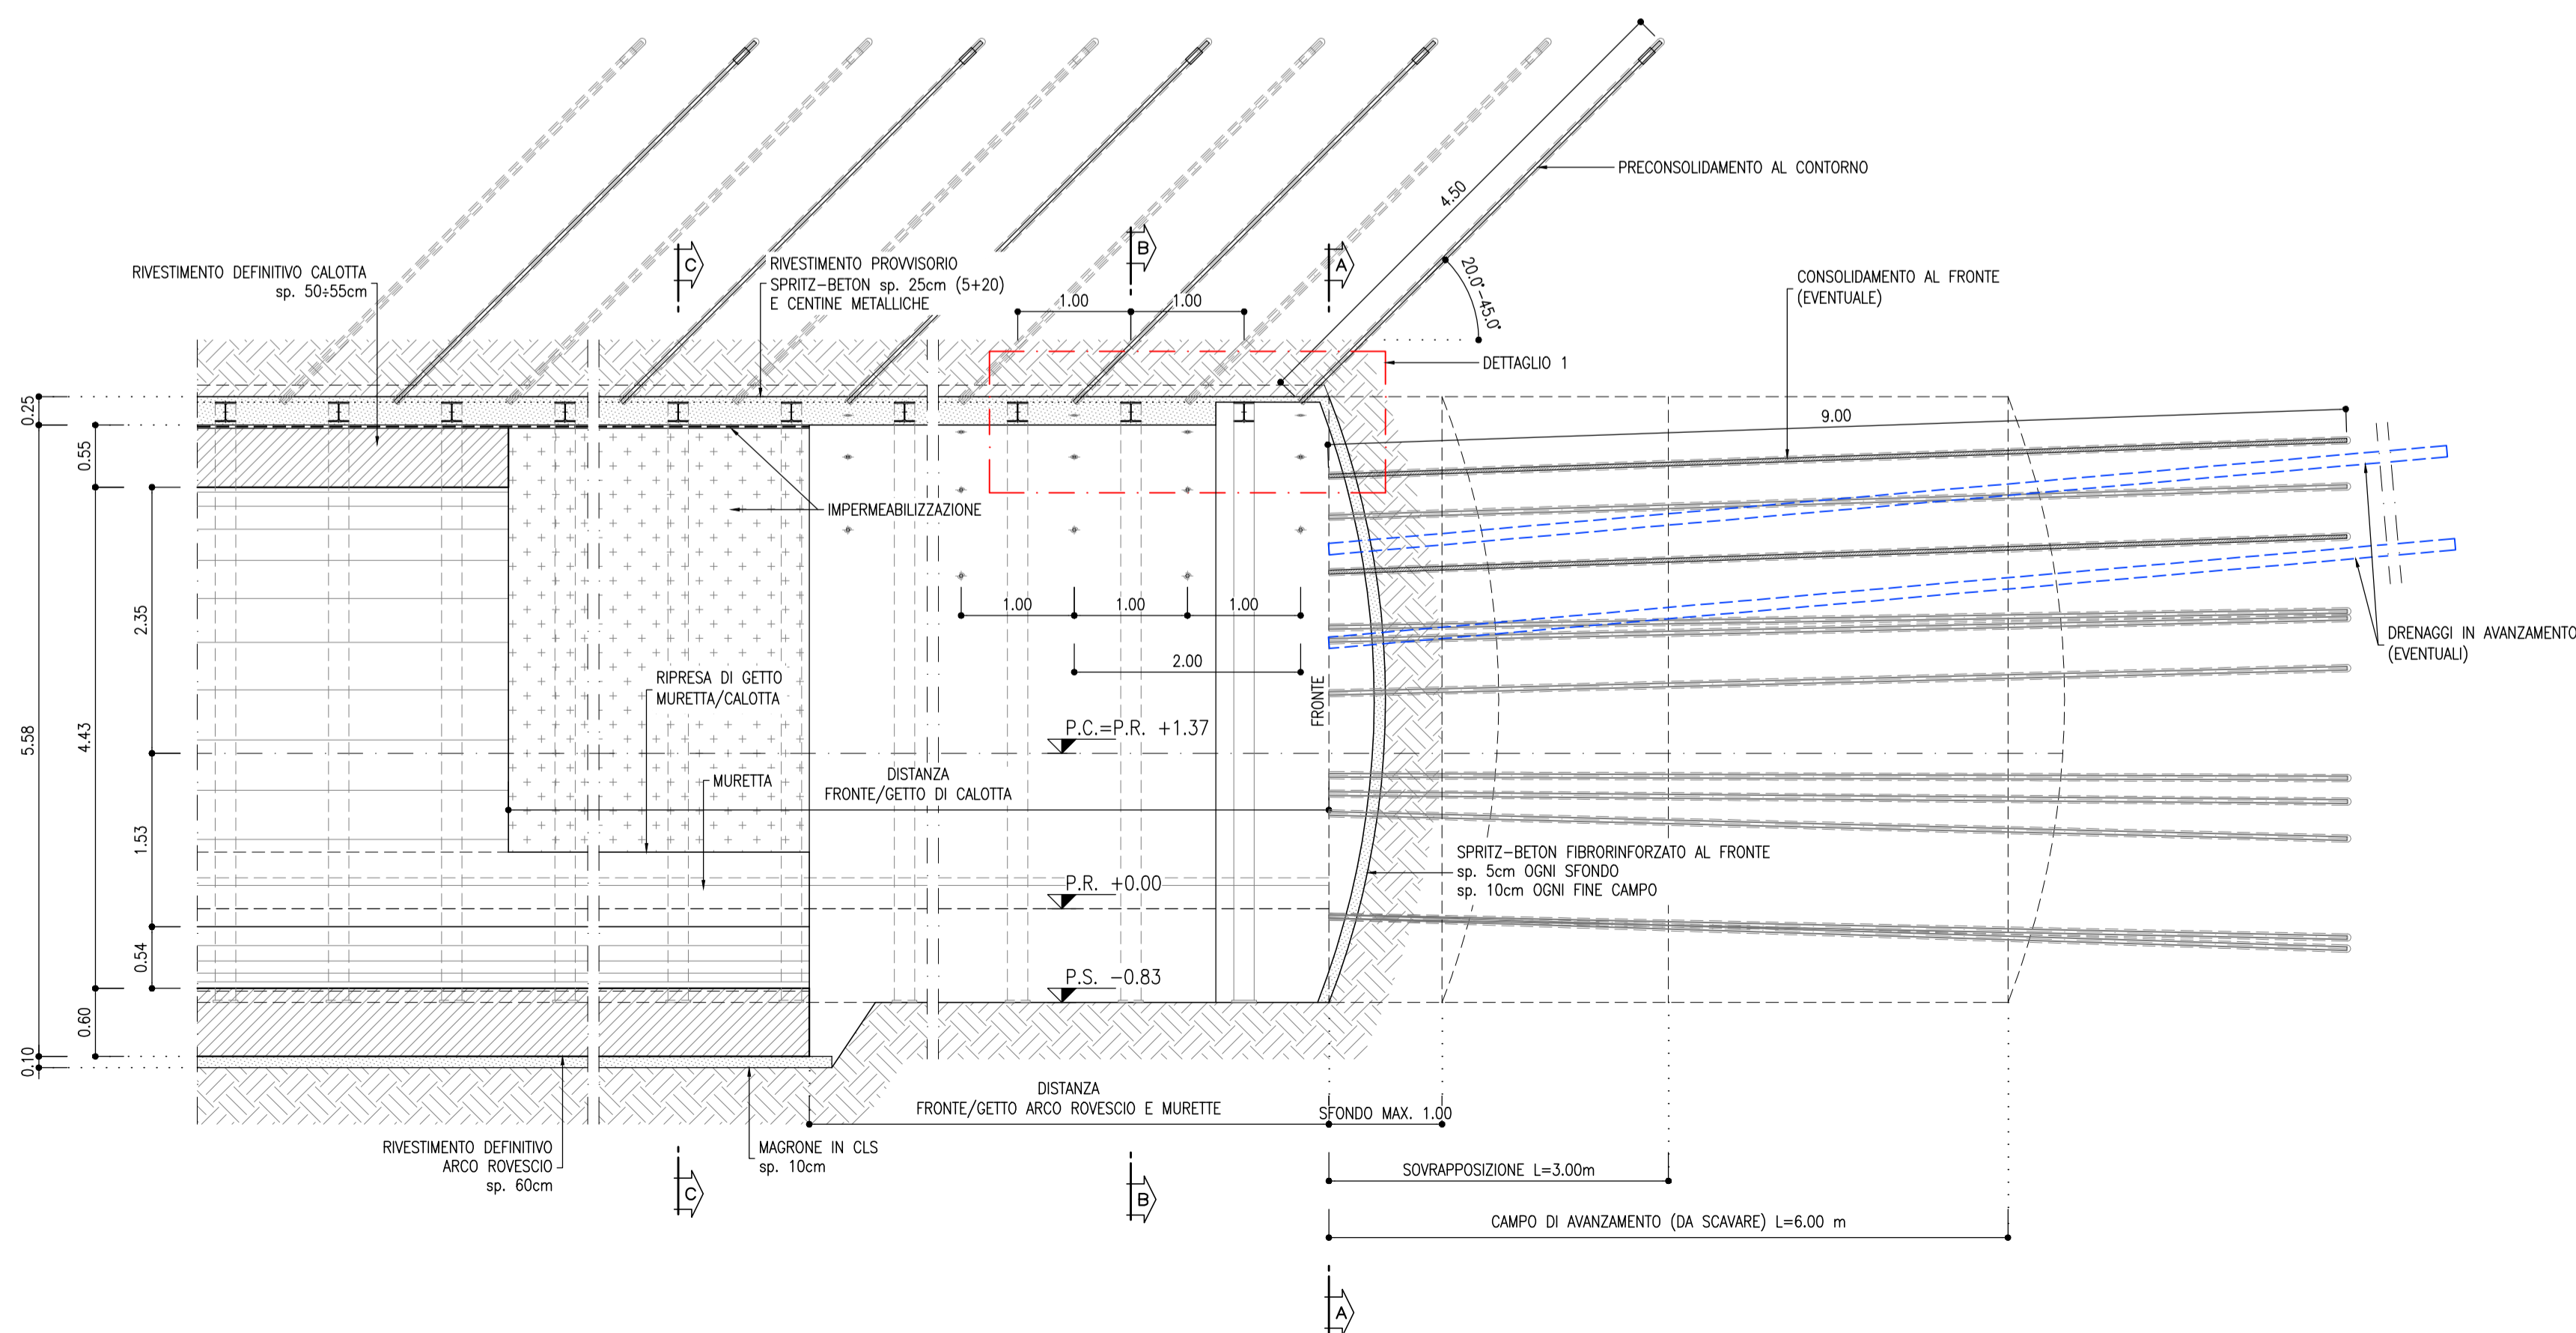 4.50
PRECONSOLIDAMENTO AL CONTORNO
20.0°-45.0°
C
B
A
RIVESTIMENTO DEFINITIVO CALOTTA
sp. 50÷55cm
RIVESTIMENTO PROVVISORIO
SPRITZ-BETON sp. 25cm (5+20)
E CENTINE METALLICHE
1.00
1.00
CONSOLIDAMENTO AL FRONTE
(EVENTUALE)
DETTAGLIO 1
0.25
0.55
9.00
IMPERMEABILIZZAZIONE
2.35
1.00
1.00
1.00
2.00
DRENAGGI IN AVANZAMENTO
(EVENTUALI)
RIPRESA DI GETTO
MURETTA/CALOTTA
FRONTE
5.58
4.43
P.C.=P.R. +1.37
MURETTA
DISTANZA
FRONTE/GETTO DI CALOTTA
1.53
SPRITZ-BETON FIBRORINFORZATO AL FRONTE
sp. 5cm OGNI SFONDO
sp. 10cm OGNI FINE CAMPO
P.R. +0.00
0.54
P.S. -0.83
0.60
0.10
DISTANZA
FRONTE/GETTO ARCO ROVESCIO E MURETTE
SFONDO MAX. 1.00
RIVESTIMENTO DEFINITIVO
ARCO ROVESCIO
sp. 60cm
MAGRONE IN CLS
sp. 10cm
SOVRAPPOSIZIONE L=3.00m
C
B
CAMPO DI AVANZAMENTO (DA SCAVARE) L=6.00 m
A